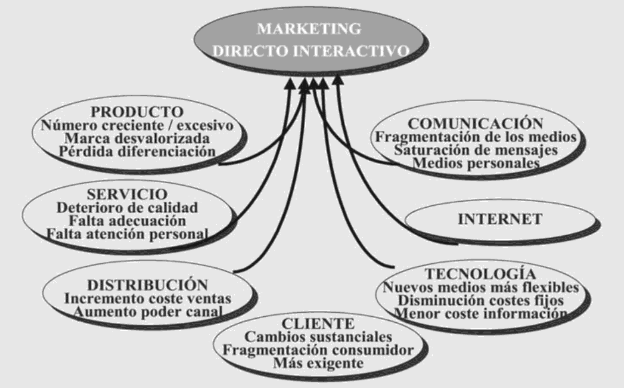 MARKETING
DIRECTO INTERACTIVO
PRODUCTO
Número creciente / excesivo
Marca desvalorizada
Pérdida diferenciación
COMUNICACIÓN
Fragmentación de los medios
Saturación de mensajes
Medios personales
SERVICIO
Deterioro de calidad
Falta adecuación
Falta atención personal
INTERNET
DISTRIBUCIÓN
Incremento coste ventas
Aumento poder canal
TECNOLOGÍA
Nuevos medios más flexibles
Disminución costes fijos
Menor coste información
CLIENTE
Cambios sustanciales
Fragmentación consumidor
Más exigente